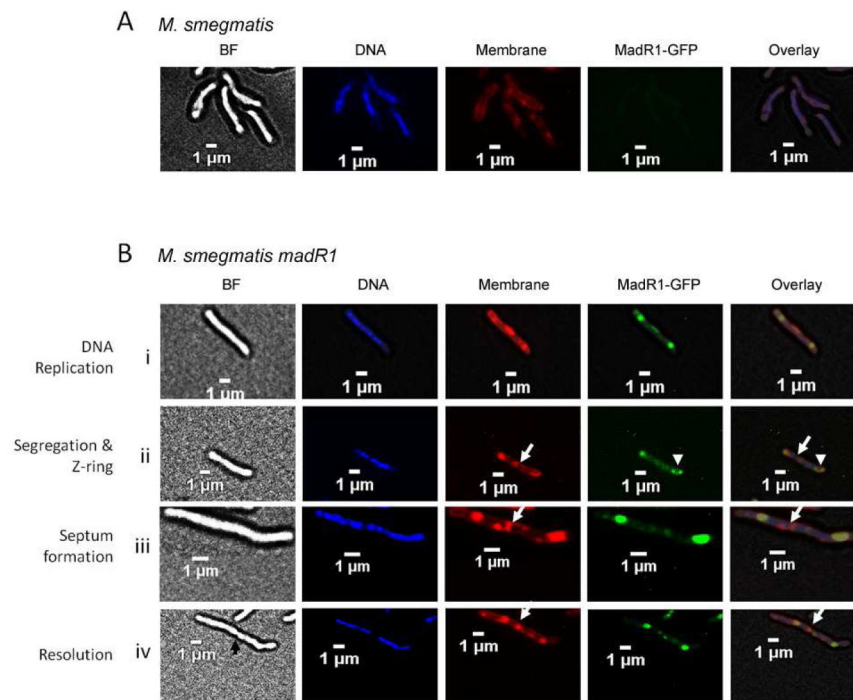 A M. smegmatis
BF DNA Membrane MadR1-GFP Overlay
1 µm 1 µm 1 µm 1 µm 1 µm
B M. smegmatis madR1
BF DNA Membrane MadR1-GFP Overlay
DNA
Replication i
1 µm 1 µm 1 µm 1 µm 1 µm
Segregation &
Z-ring ii
1 µm 1 µm 1 µm 1 µm 1 µm
Septum
formation iii
1 µm 1 µm 1 µm 1 µm 1 µm
Resolution iv
1 µm 1 µm 1 µm 1 µm 1 µm